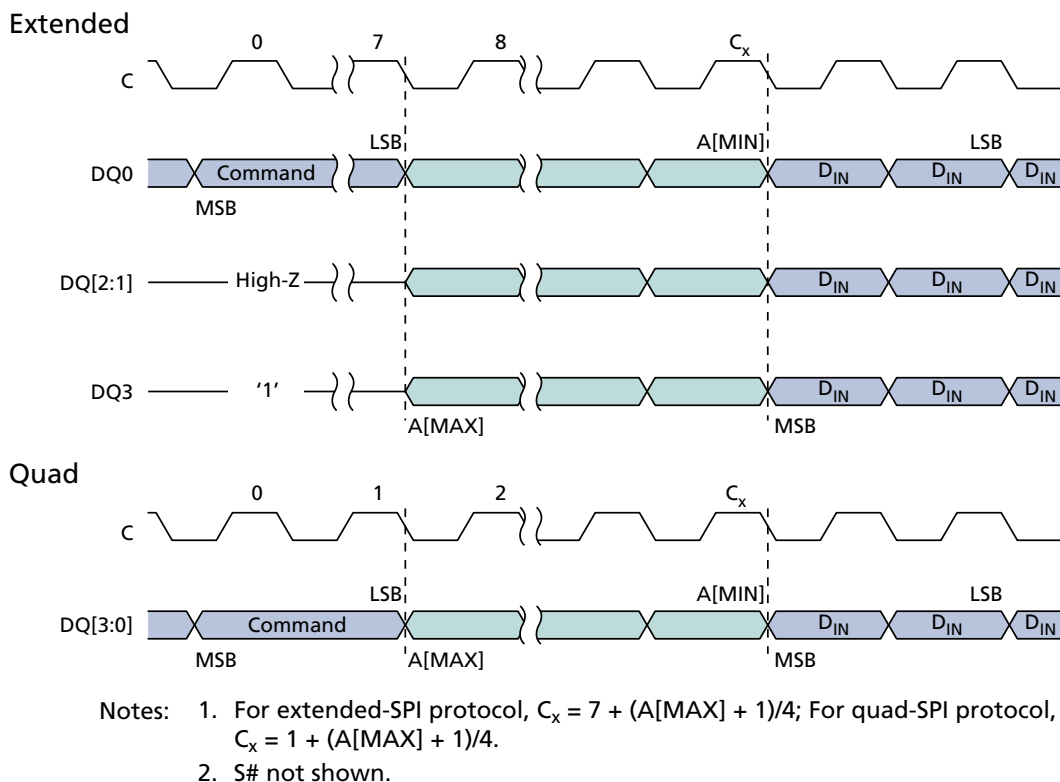 Extended
0 7 8 Cx
C
LSB A[MIN] LSB
DQ0 Command DIN DIN DIN
MSB
DQ[2:1] High-Z DIN DIN DIN
DQ3 '1' DIN DIN DIN
A[MAX] MSB
Quad
0 1 2 Cx
C
LSB A[MIN] LSB
DQ[3:0] Command DIN DIN DIN
MSB A[MAX] MSB
Notes: 1. For extended-SPI protocol, Cx = 7 + (A[MAX] + 1)/4; For quad-SPI protocol,
Cx = 1 + (A[MAX] + 1)/4.
2. S# not shown.